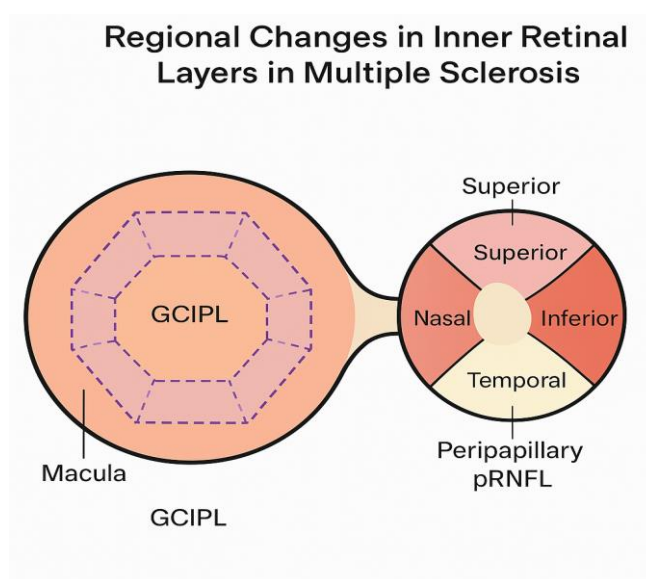 Regional Changes in Inner Retinal
Layers in Multiple Sclerosis
Superior
Superior
GCIPL
Nasal
Inferior
Temporal
Macula
Peripapillary
pRNFL
GCIPL